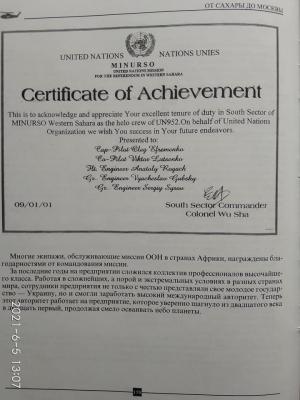 ОТ САХАРЫ ДО МОСКВЫ
UNITED NATIONS
NATIONS UNIES
MINURSO
UNITED NATIONS MISSION
FOR THE REFERENDUM IN WESTERN SAHARA
Certificate of Achievement
This is to acknowledge and appreciate Your excellent tenure of duty in South Sector of
MINURSO Western Sahara as the helo crew of UN952.On behalf of United Nations
Organization we wish You success in Your future endeavors.
Presented to:
Cap-Pilot Oleg Efremenko
Co-Pilot Viktor Lutsenko
Flt. Engineer Anatoly Rogach
Gr. Engineer Vyacheslav Gubsky
Gr. Engineer Sergiy
09/01/01
South Sector Commander
Colonel Wu Sha
Многие экипажи, обслуживающие миссии ООН в странах Африки, награждены бла-
годарностями от командования миссии.
За последние годы на предприятии сложился коллектив профессионалов высочайше-
го класса. Работая в сложнейших, а порой и экстремальных условиях в разных странах
мира, сотрудники предприятия не только с честью представляли свое молодое государ-
ство — Украину, но и смогли заработать высокий международный авторитет. Теперь
этот авторитет работает на предприятие, которое уверенно шагнуло из двадцатого века
в двадцать первый, продолжая смело осваивать небо планеты.
2021-6-5 13:07